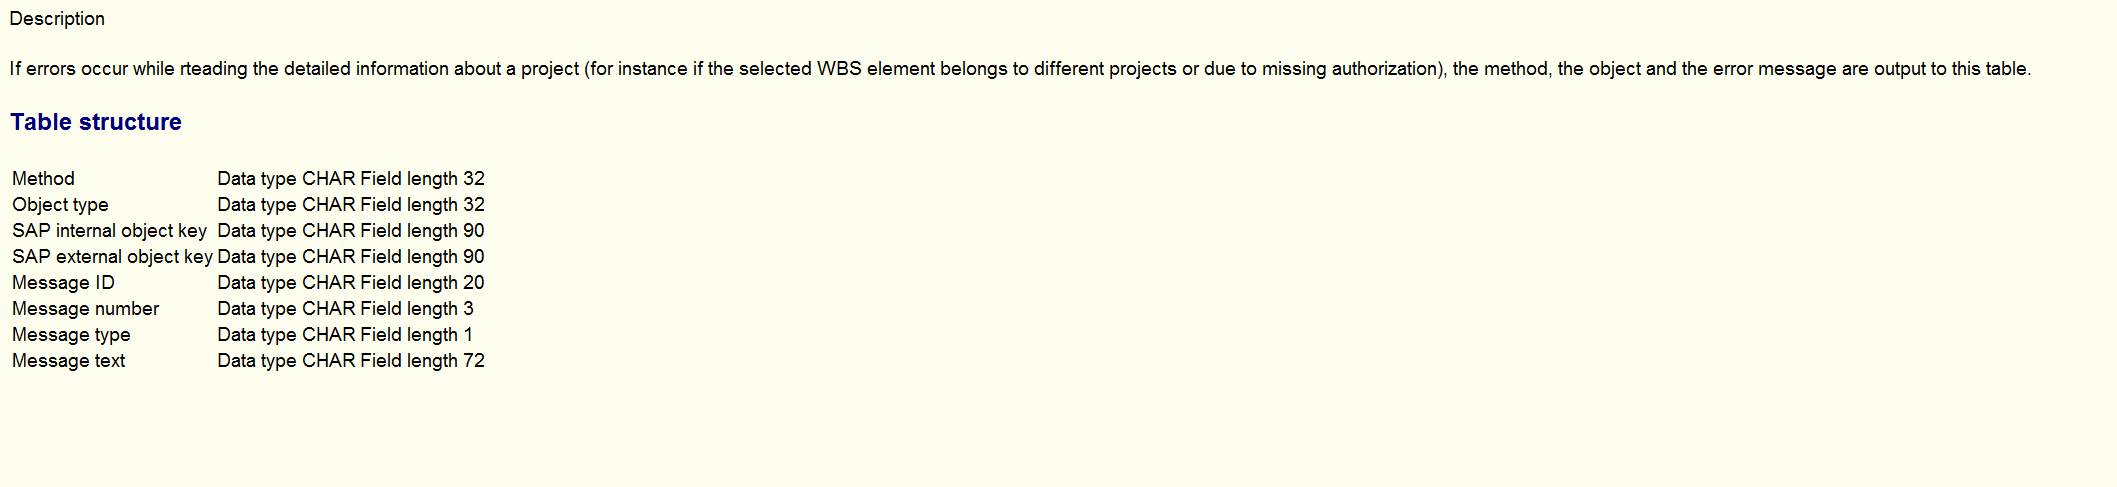 Description
If errors occur while rteading the detailed information about a project (for instance if the selected WBS element belongs to different projects or due to missing authorization), the method, the object and the error message are output to this table.
Table structure
Method Data type CHAR Field length 32
Object type Data type CHAR Field length 32
SAP internal object key Data type CHAR Field length 90
SAP external object key Data type CHAR Field length 90
Message ID Data type CHAR Field length 20
Message number Data type CHAR Field length 3
Message type Data type CHAR Field length 1
Message text Data type CHAR Field length 72